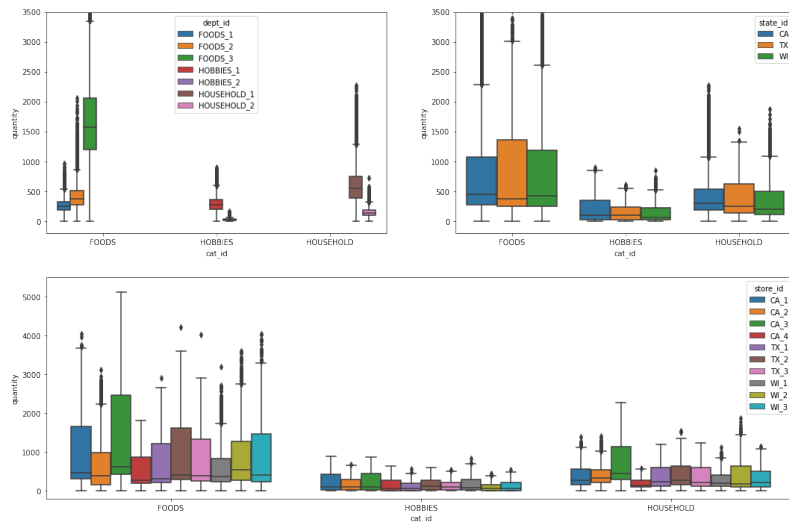 3500
3000
2500
2000
1500
1000
500
0
quantity
FOODS
HOBBIES
HOUSEHOLD
cat_id
dept_id
FOODS_1
FOODS_2
FOODS_3
HOBBIES_1
HOBBIES_2
HOUSEHOLD_1
HOUSEHOLD_2
3500
3000
2500
2000
1500
1000
500
0
quantity
FOODS
HOBBIES
HOUSEHOLD
cat_id
state_id
CA
TX
WI
5000
4000
3000
2000
1000
0
quantity
FOODS
HOBBIES
HOUSEHOLD
cat_id
store_id
CA_1
CA_2
CA_3
CA_4
TX_1
TX_2
TX_3
WI_1
WI_2
WI_3